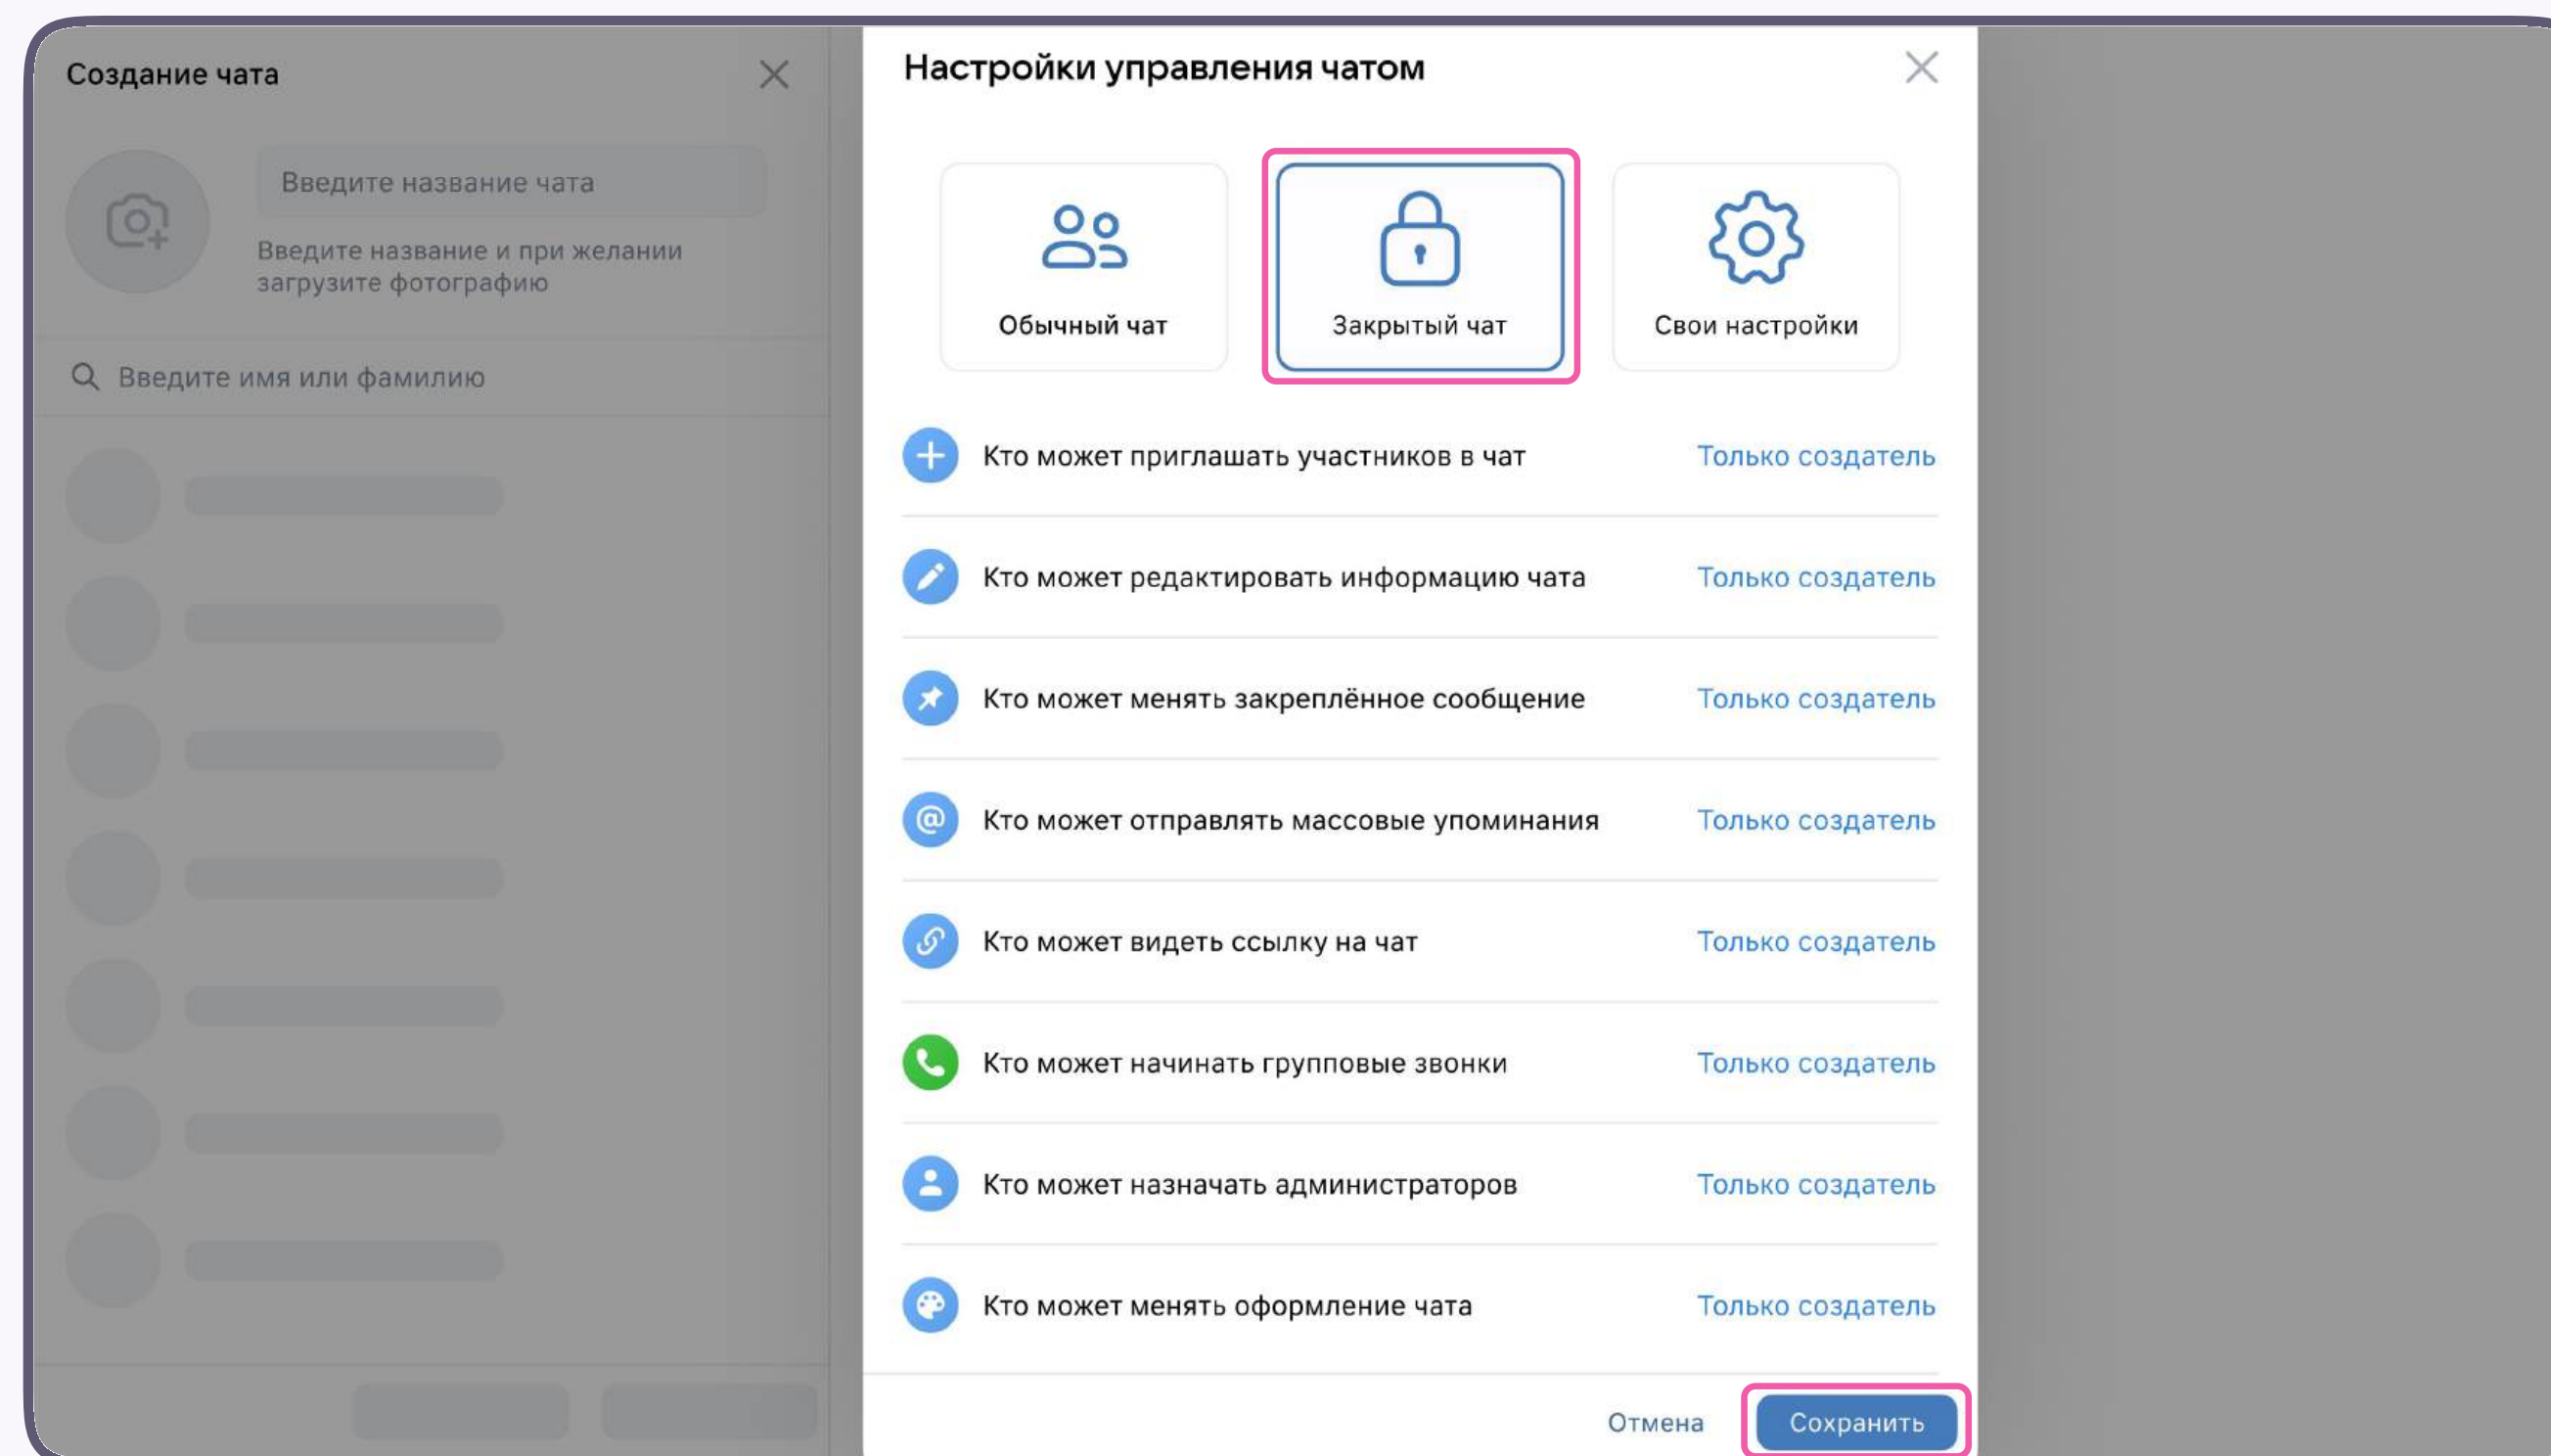 Создание чата
Введите название чата
Введите название и при желании
загрузите фотографию
Введите имя или фамилию
Настройки управления чатом
Обычный чат
Закрытый чат
Свои настройки
Кто может приглашать участников в чат Только создатель
Кто может редактировать информацию чата Только создатель
Кто может менять закреплённое сообщение Только создатель
Кто может отправлять массовые упоминания Только создатель
Кто может видеть ссылку на чат Только создатель
Кто может начинать групповые звонки Только создатель
Кто может назначать администраторов Только создатель
Кто может менять оформление чата Только создатель
Отмена
Сохранить